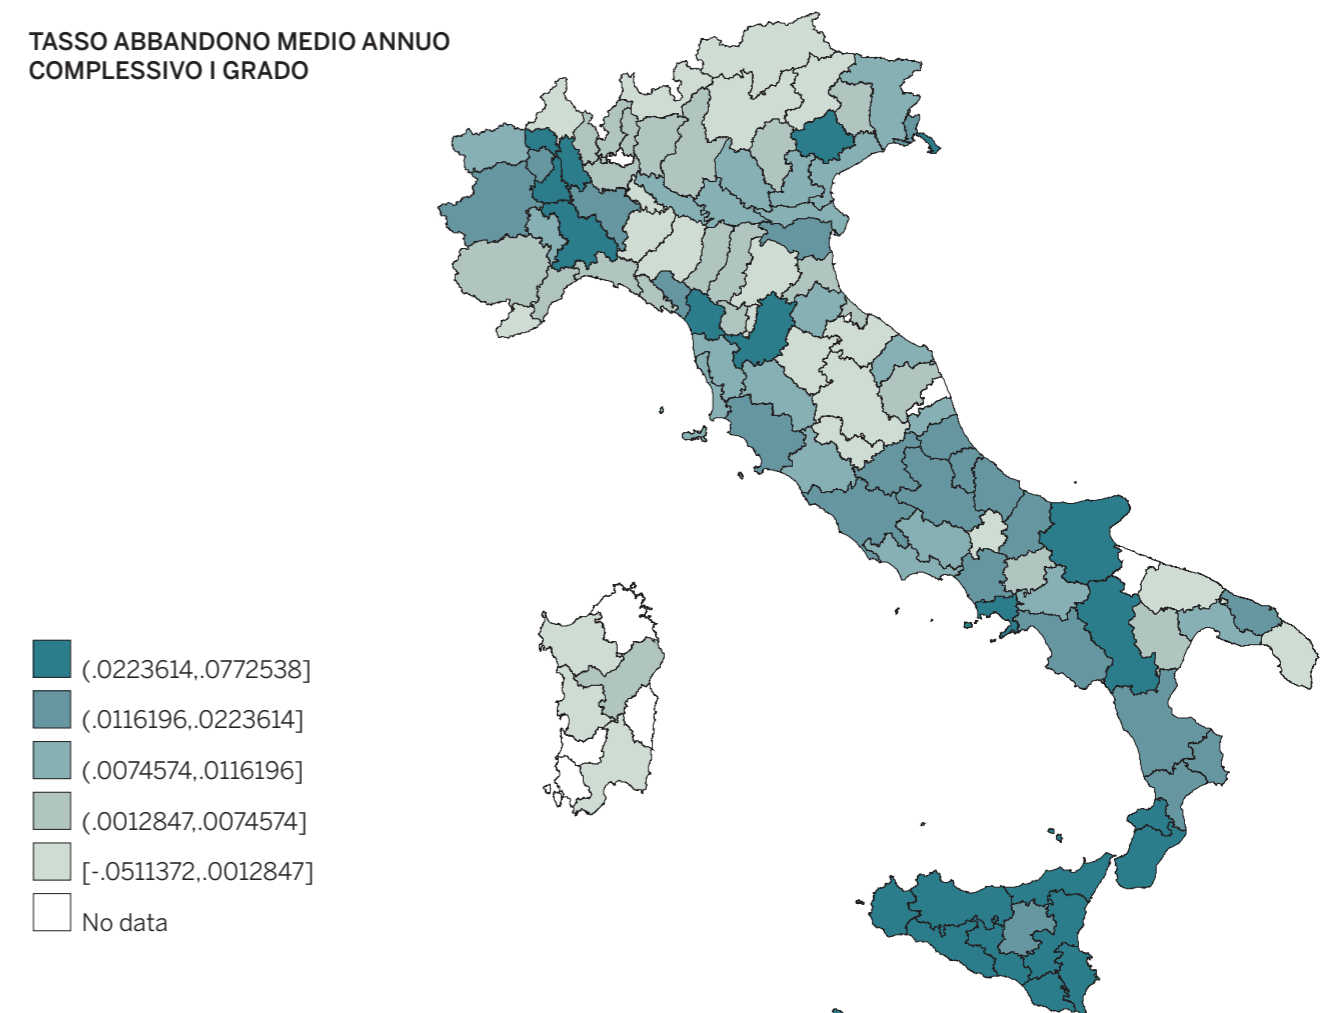 TASSO ABBANDONO MEDIO ANNUO
COMPLESSIVO I GRADO
(.0223614,.0772538]
(.0116196,.0223614]
(.0074574,.0116196]
(.0012847,.0074574]
[-.0511372,.0012847]
No data